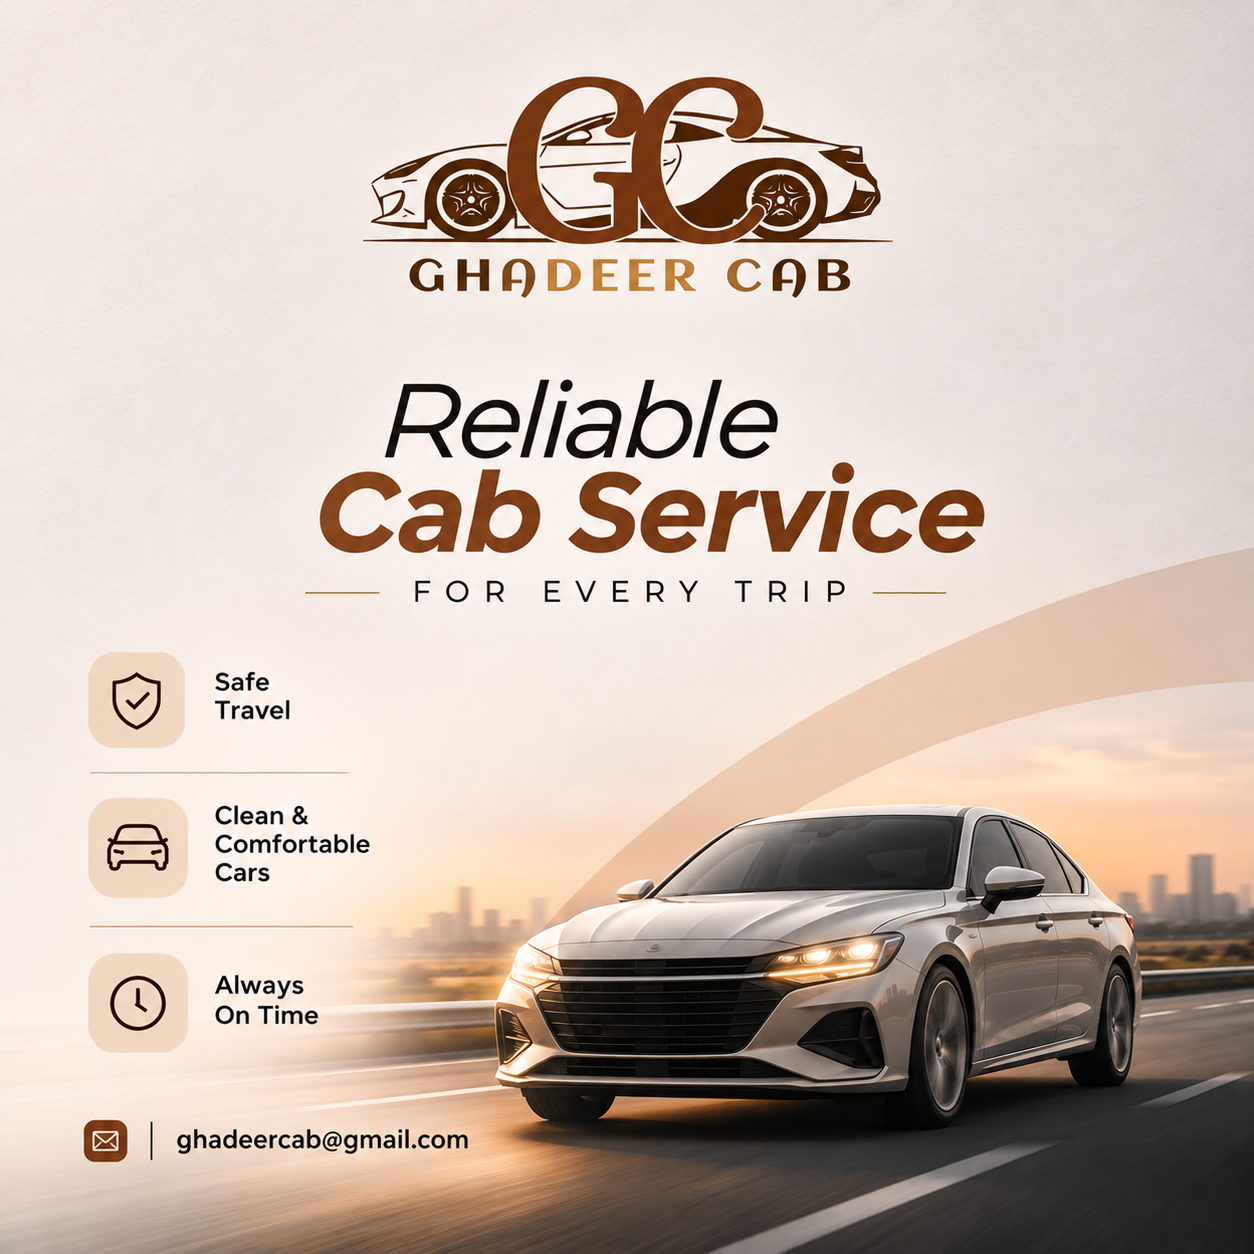 GC
GHADEER CAB
Reliable
Cab Service
FOR EVERY TRIP
Safe
Travel
Clean &
Comfortable
Cars
Always
On Time
ghadeercab@gmail.com